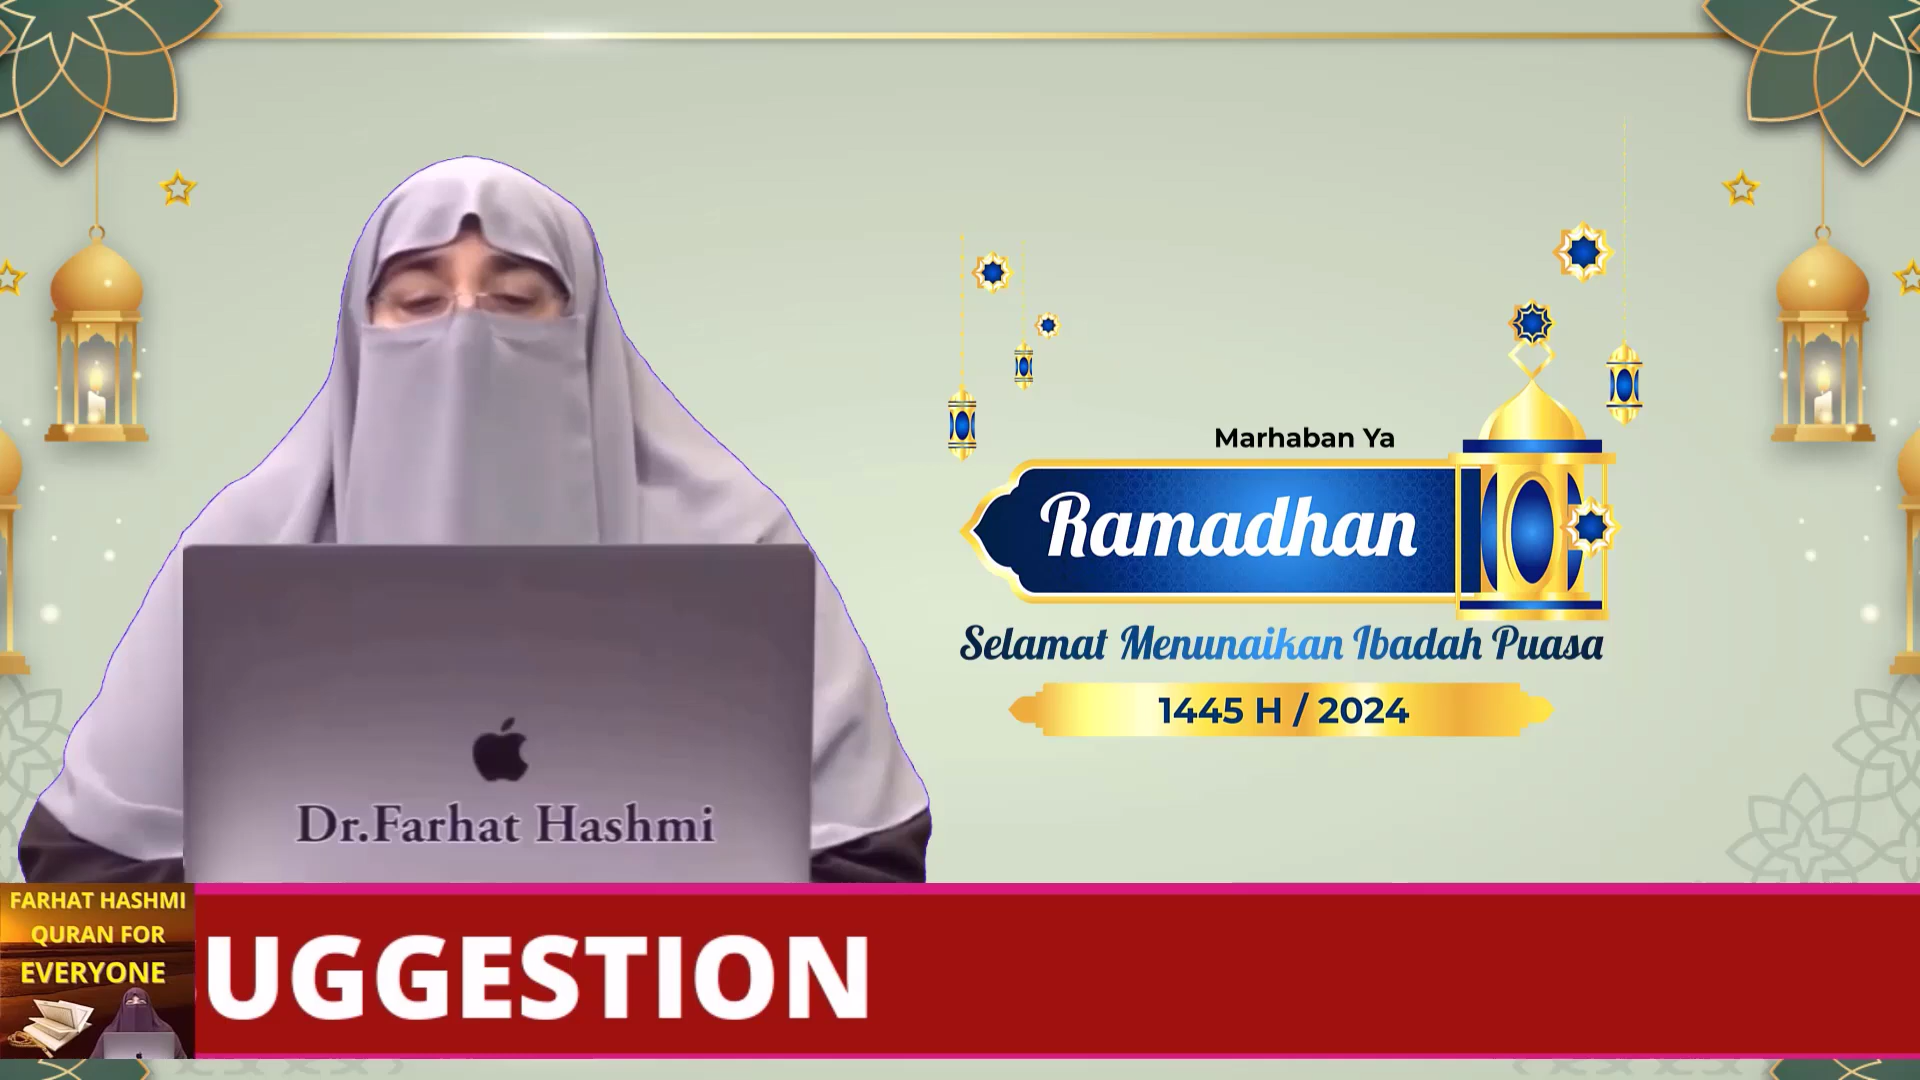 Marhaban Ya
Ramadhan
Selamat Menunaikan Ibadah Puasa
1445 H / 2024
Dr.Farhat Hashmi
FARHAT HASHMI
QURAN FOR
EVERYONE
UGGESTION